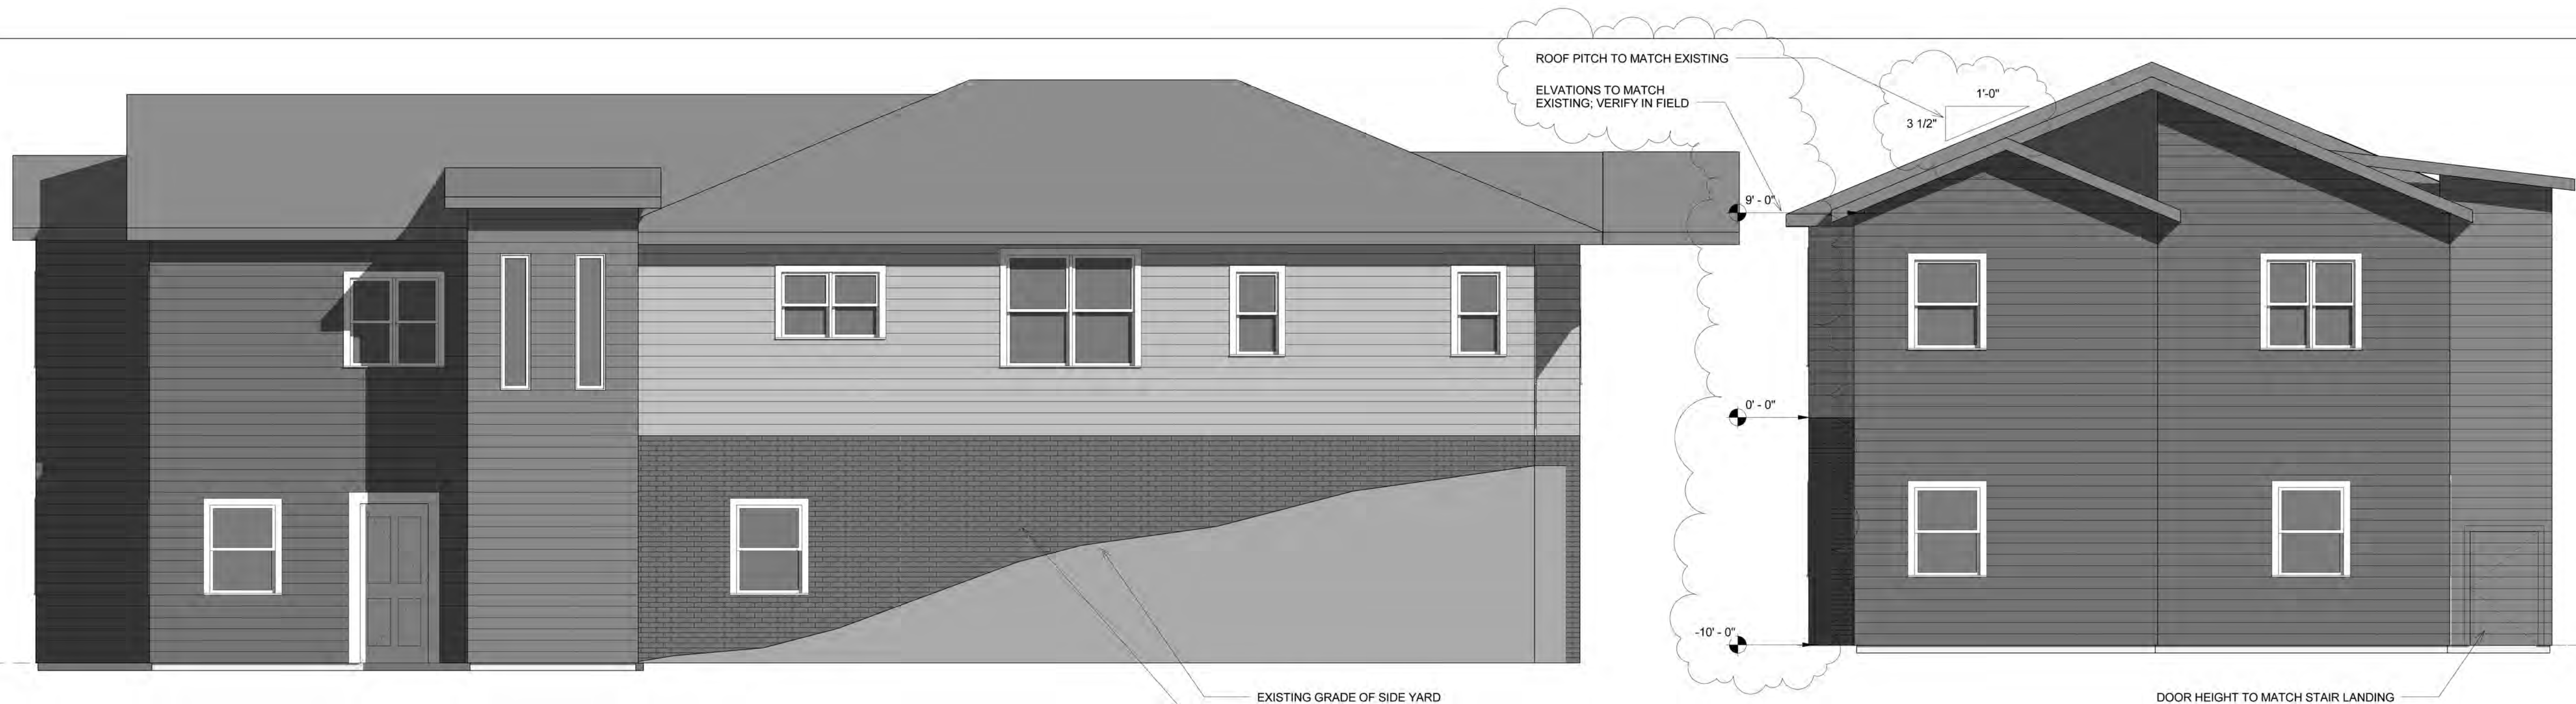 ROOF PITCH TO MATCH EXISTING
ELVATIONS TO MATCH
EXISTING; VERIFY IN FIELD
1'-0"
3 1/2"
9' - 0"
0' - 0"
-10' - 0"
EXISTING GRADE OF SIDE YARD
DOOR HEIGHT TO MATCH STAIR LANDING